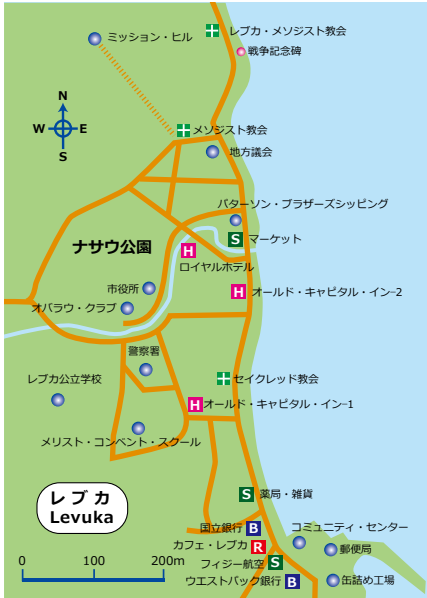 ミッション・ヒル
レブカ・メソジスト教会
戦争記念碑
N
W E
S
メソジスト教会
地方議会
パターソン・ブラザーズシッピング
ナサウ公園
S マーケット
H
ロイヤルホテル
市役所
H オールド・キャピタル・イン-2
オバラウ・クラブ
警察署
レブカ公立学校
セイクレッド教会
H オールド・キャピタル・イン-1
メリスト・コンベント・スクール
レブカ
Levuka
S 薬局・雑貨
国立銀行 B
コミュニティ・センター
カフェ・レブカ R
郵便局
フィジー航空 S
ウエストバック銀行 B
缶詰め工場
0 100 200m